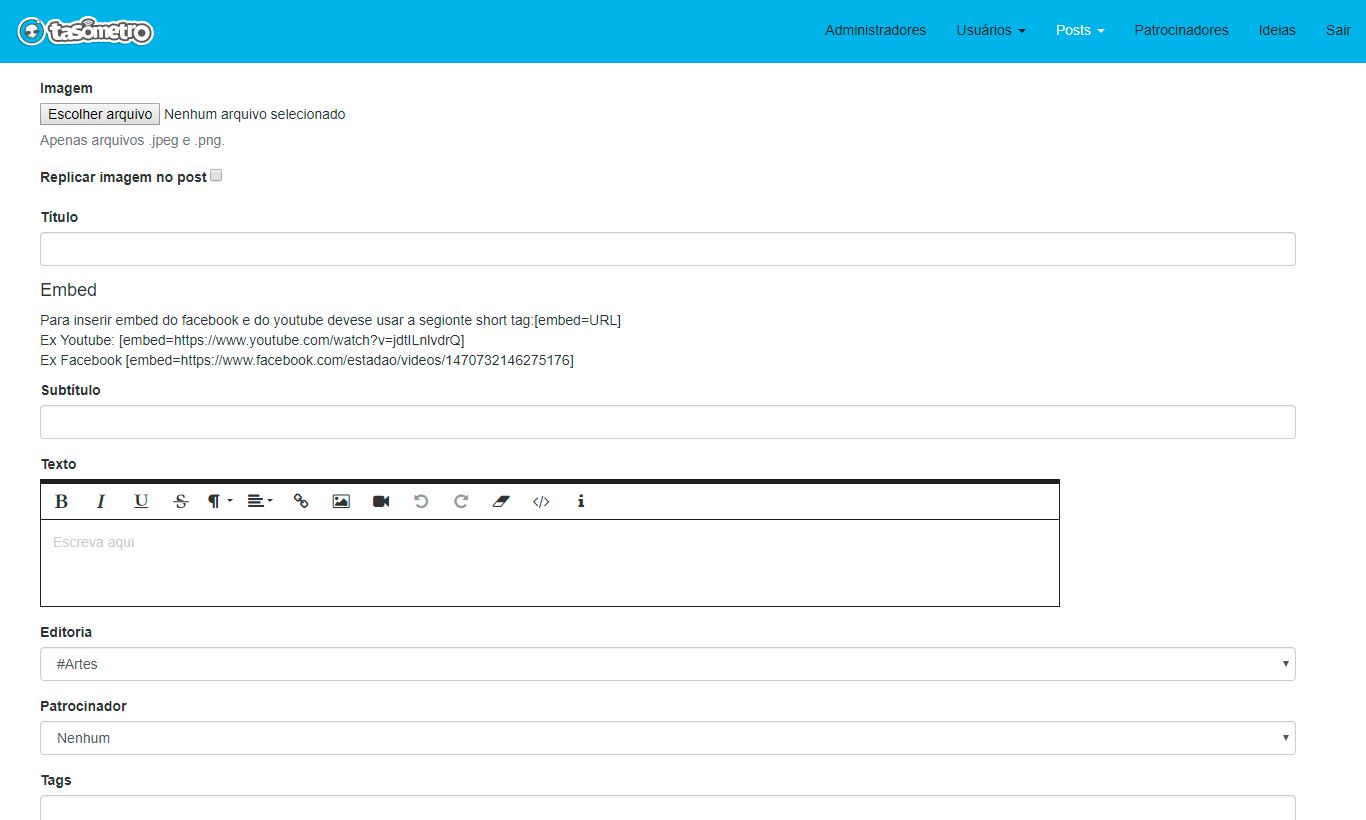 tasômetro
Administradores Usuários Posts Patrocinadores Ideias Sair
Imagem
Escolher arquivo Nenhum arquivo selecionado
Apenas arquivos .jpeg e .png.
Replicar imagem no post
Título
Embed
Para inserir embed do facebook e do youtube devese usar a segionte short tag:[embed=URL]
Ex Youtube: [embed=https://www.youtube.com/watch?v=jdtILnlvdrQ]
Ex Facebook [embed=https://www.facebook.com/estadao/videos/1470732146275176]
Subtítulo
Texto
B I U S ¶ </> i
Escreva aqui
Editoria
#Artes
Patrocinador
Nenhum
Tags